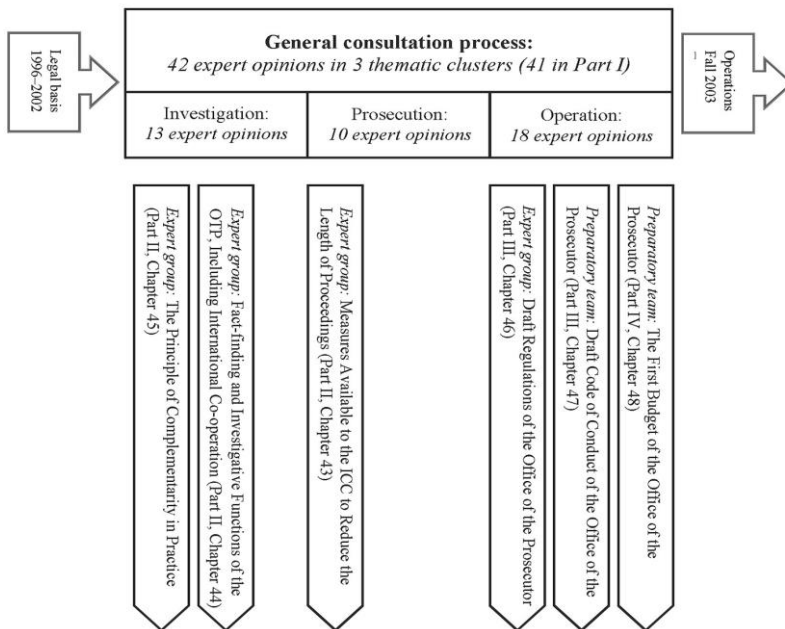 Legal basis
1996–2002
General consultation process:
42 expert opinions in 3 thematic clusters (41 in Part I)
Investigation:
13 expert opinions
Prosecution:
10 expert opinions
Operation:
18 expert opinions
Operations
Fall 2003
–
Expert group: The Principle of Complementarity in Practice
(Part II, Chapter 45)
Expert group: Fact-finding and Investigative Functions of the
OTP, Including International Co-operation (Part II, Chapter 44)
Expert group: Measures Available to the ICC to Reduce the
Length of Proceedings (Part II, Chapter 43)
Expert group: Draft Regulations of the Office of the Prosecutor
(Part III, Chapter 46)
Preparatory team: Draft Code of Conduct of the Office of the
Prosecutor (Part III, Chapter 47)
Preparatory team: The First Budget of the Office of the
Prosecutor (Part IV, Chapter 48)